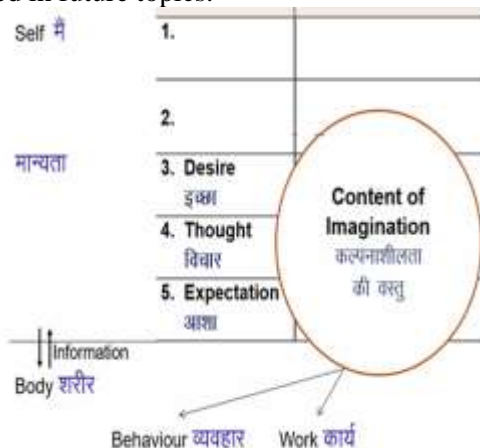 ed in future topics.
Self मैं
1.
2.
मान्यता
3. Desire
इच्छा
4. Thought
विचार
5. Expectation
आशा
Content of
Imagination
कल्पनाशीलता
की वस्तु
Information
Body शरीर
Behaviour व्यवहार Work कार्य